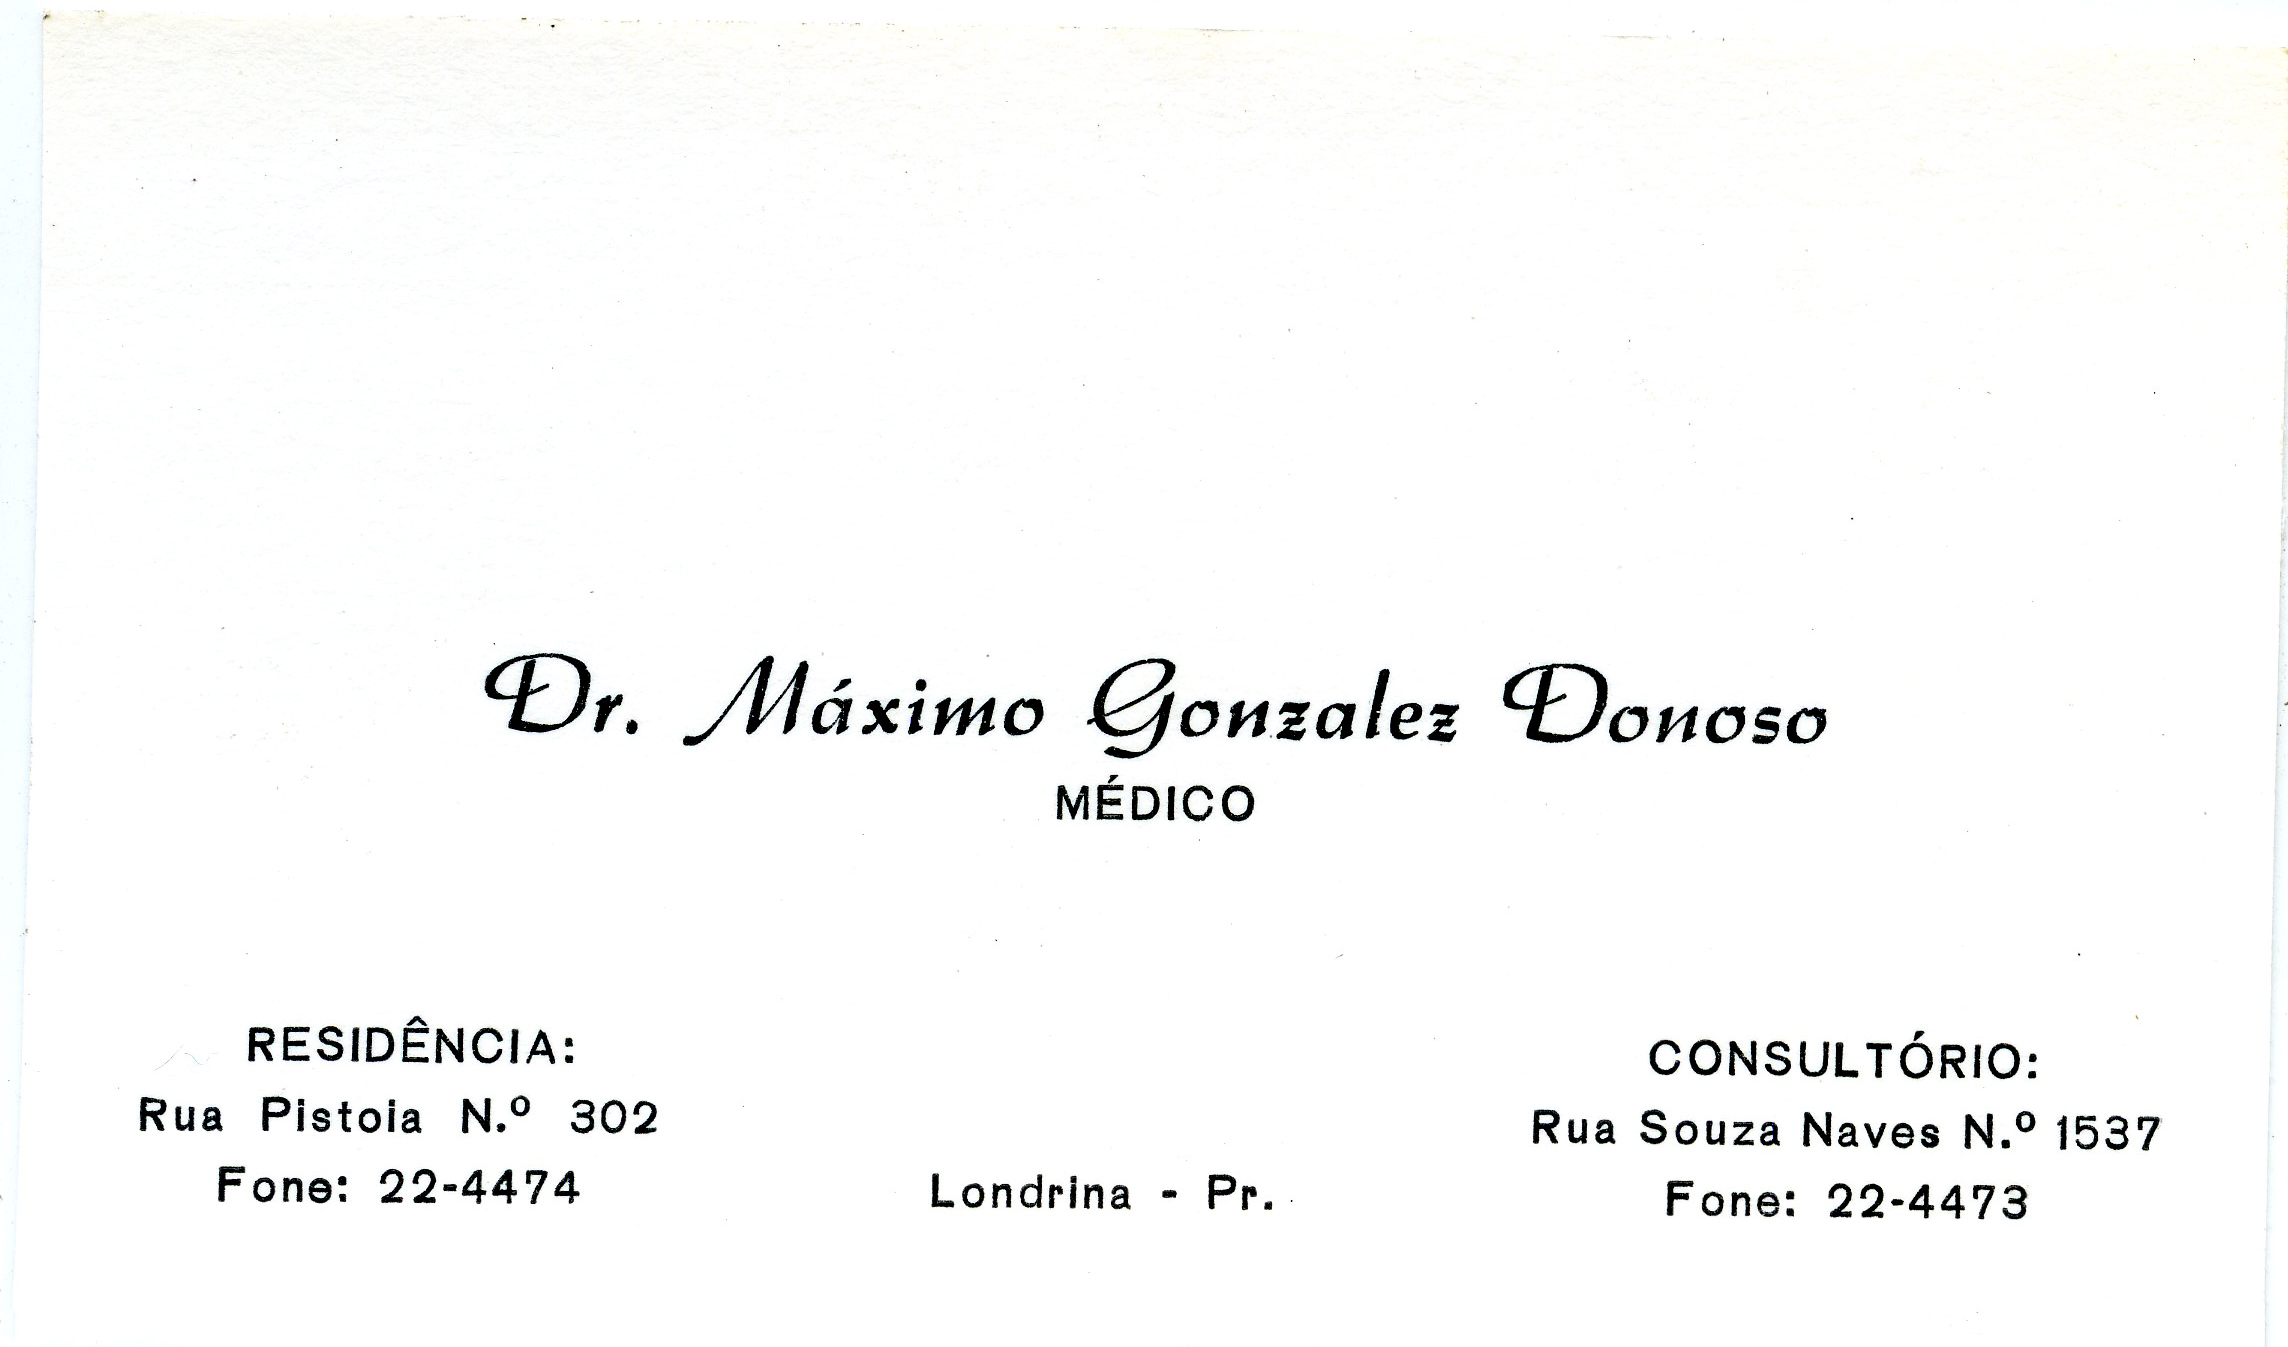 Dr. Máximo Gonzalez Donoso
MÉDICO
RESIDÊNCIA:
Rua Pistoia N.º 302
Fone: 22-4474
Londrina - Pr.
CONSULTÓRIO:
Rua Souza Naves N.º 1537
Fone: 22-4473